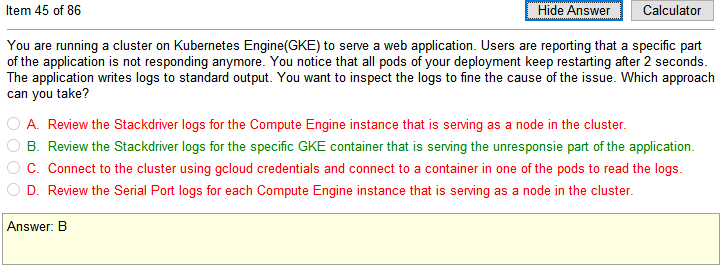 Item 45 of 86
Hide Answer
Calculator
You are running a cluster on Kubernetes Engine(GKE) to serve a web application. Users are reporting that a specific part
of the application is not responding anymore. You notice that all pods of your deployment keep restarting after 2 seconds.
The application writes logs to standard output. You want to inspect the logs to fine the cause of the issue. Which approach
can you take?
A. Review the Stackdriver logs for the Compute Engine instance that is serving as a node in the cluster.
B. Review the Stackdriver logs for the specific GKE container that is serving the unresponsie part of the application.
C. Connect to the cluster using gcloud credentials and connect to a container in one of the pods to read the logs.
D. Review the Serial Port logs for each Compute Engine instance that is serving as a node in the cluster.
Answer: B